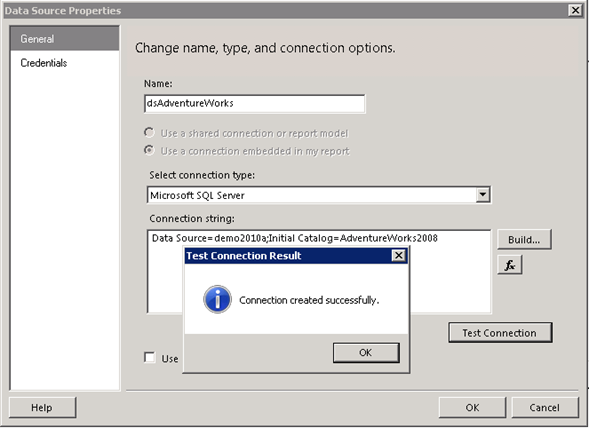 Data Source Properties
General
Credentials
Change name, type, and connection options.
Name:
dsAdventureWorks
Use a shared connection or report model
Use a connection embedded in my report
Select connection type:
Microsoft SQL Server
Connection string:
Data Source=demo2010a;Initial Catalog=AdventureWorks2008
Build...
fx
Test Connection Result
Connection created successfully.
OK
Test Connection
Use
Help
OK
Cancel